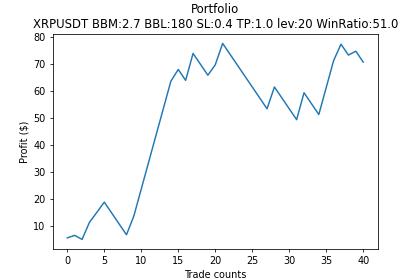 Portfolio
XRPUSDT BBM:2.7 BBL:180 SL:0.4 TP:1.0 lev:20 WinRatio:51.0
80
70
60
50
40
30
20
10
Profit ($)
0 5 10 15 20 25 30 35 40
Trade counts